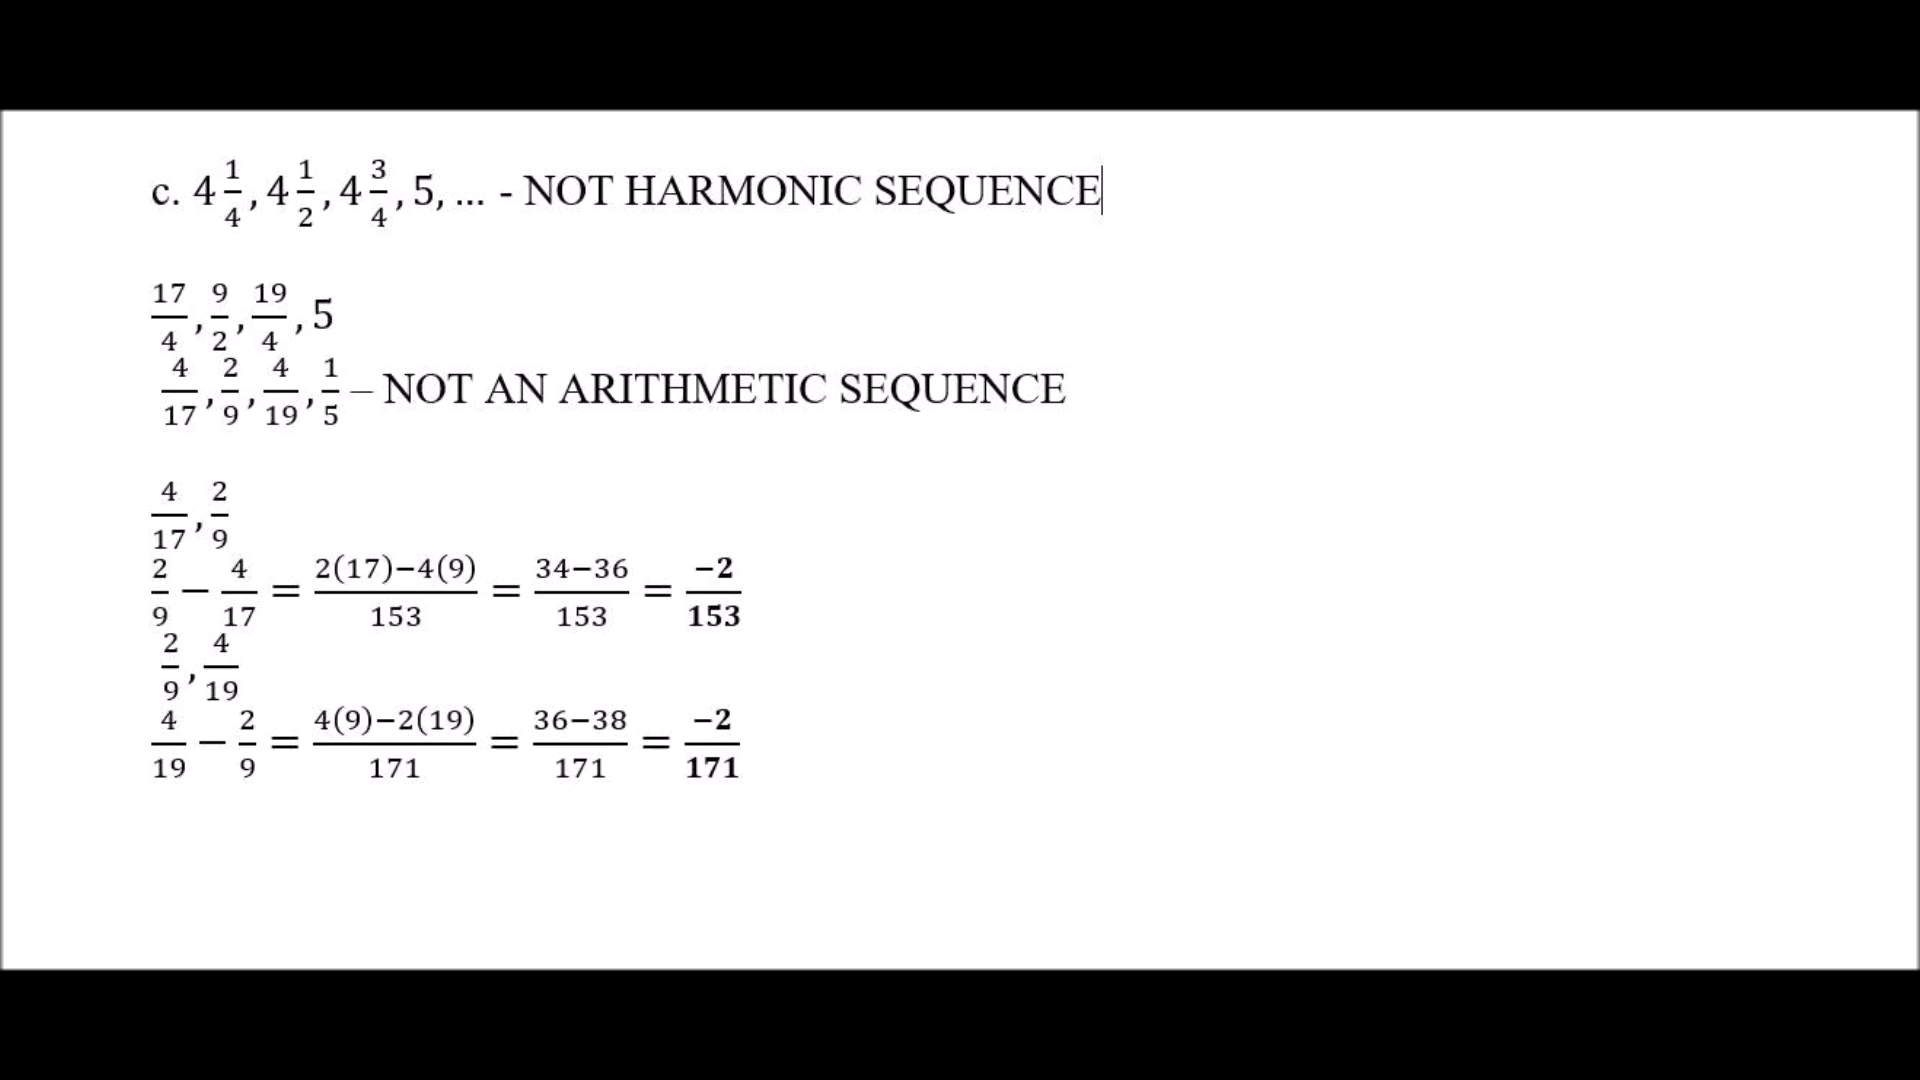 c. 4 1/4, 4 1/2, 4 3/4, 5, … - NOT HARMONIC SEQUENCE
17/4, 9/2, 19/4, 5
4/17, 2/9, 4/19, 1/5 – NOT AN ARITHMETIC SEQUENCE
4/17, 2/9
2/9 − 4/17 = 2(17)−4(9)/153 = 34−36/153 = −2/153
2/9, 4/19
4/19 − 2/9 = 4(9)−2(19)/171 = 36−38/171 = −2/171